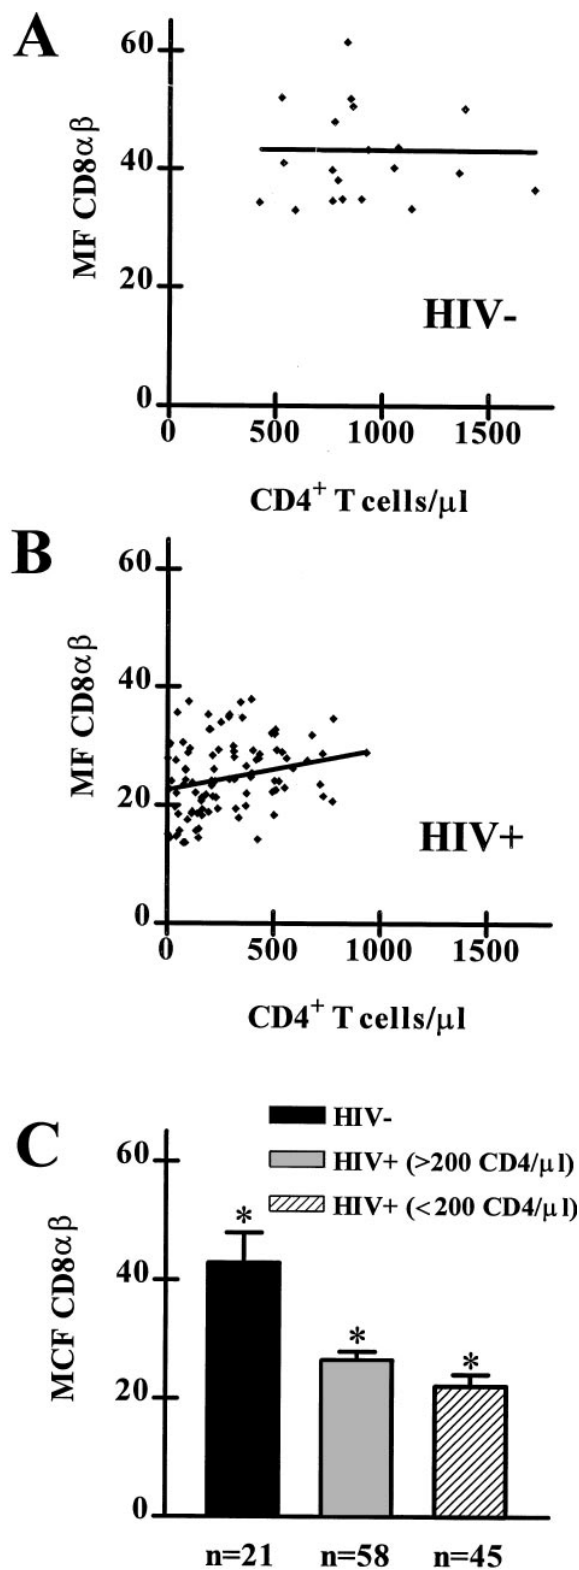 A
60
40
20
0
MF CD8αβ
HIV-
0 500 1000 1500
CD4⁺ T cells/μl
B
60
40
20
0
MF CD8αβ
HIV+
0 500 1000 1500
CD4⁺ T cells/μl
C
HIV-
HIV+ (>200 CD4/μl)
HIV+ (<200 CD4/μl)
60
40
20
0
MCF CD8αβ
* * *
n=21 n=58 n=45